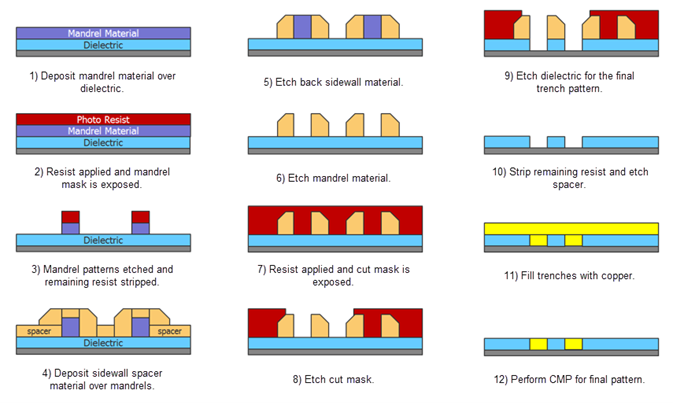 Mandrel Material
Dielectric
1) Deposit mandrel material over
dielectric.
Photo Resist
Mandrel Material
Dielectric
2) Resist applied and mandrel
mask is exposed.
Dielectric
3) Mandrel patterns etched and
remaining resist stripped.
spacer
spacer
Dielectric
4) Deposit sidewall spacer
material over mandrels.
5) Etch back sidewall material.
6) Etch mandrel material.
7) Resist applied and cut mask is
exposed.
8) Etch cut mask.
9) Etch dielectric for the final
trench pattern.
10) Strip remaining resist and etch
spacer.
11) Fill trenches with copper.
12) Perform CMP for final pattern.